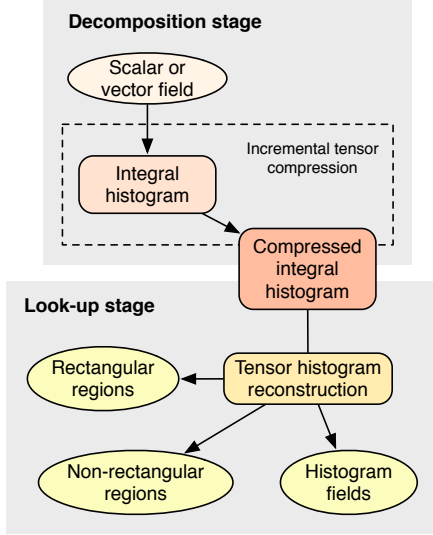 Decomposition stage
Scalar or
vector field
Incremental tensor
compression
Integral
histogram
Compressed
integral
histogram
Look-up stage
Rectangular
regions
Tensor histogram
reconstruction
Non-rectangular
regions
Histogram
fields